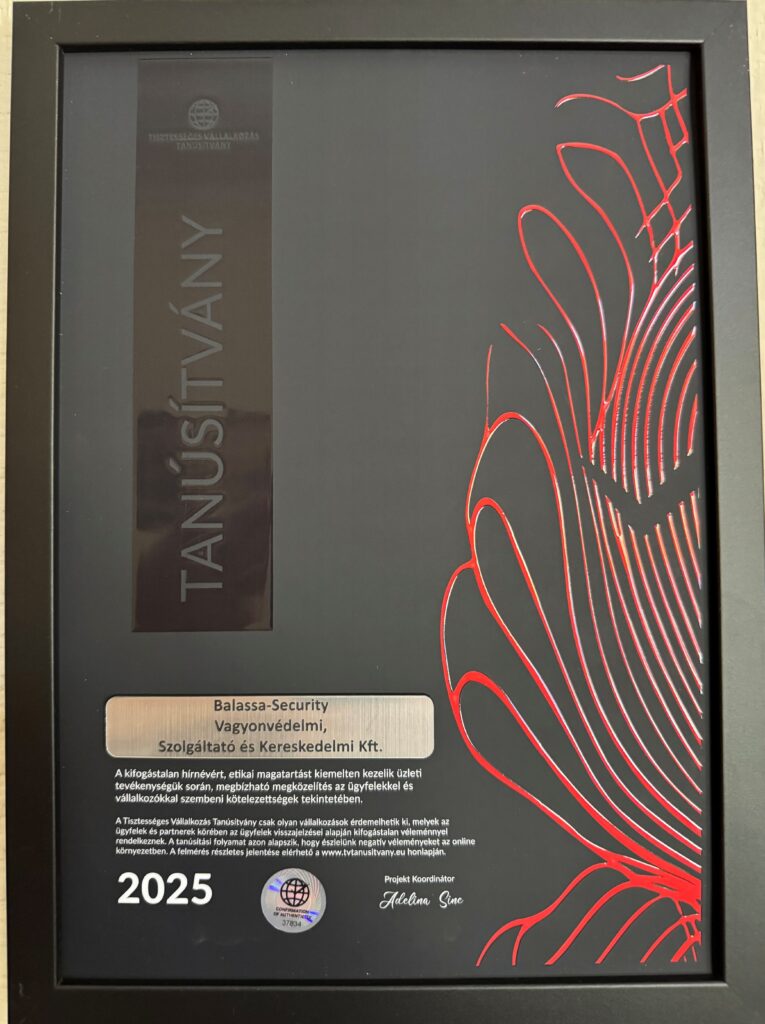 TISZTESSÉGES VÁLLALKOZÁS
TANÚSÍTVÁNY
TANÚSÍTVÁNY
Balassa-Security
Vagyonvédelmi,
Szolgáltató és Kereskedelmi Kft.
A kifogástalan hírnévért, etikai magatartást kiemelten kezelik üzleti
tevékenységük során, megbízható megközelítés az ügyfelekkel és
vállalkozókkal szembeni kötelezettségek tekintetében.
A Tisztességes Vállalkozás Tanúsítvány csak olyan vállalkozások érdemelhetik ki, melyek az
ügyfelek és partnerek körében az ügyfelek visszajelzései alapján kifogástalan véleménnyel
rendelkeznek. A tanúsítási folyamat azon alapszik, hogy észlelünk negatív véleményeket az online
környezetben. A felmérés részletes jelentése elérhető a www.tvtanusitvany.eu honlapján.
2025
CONFIRMATION
OF AUTHENTICITY
37834
Projekt Koordinátor
Adelina Sinc